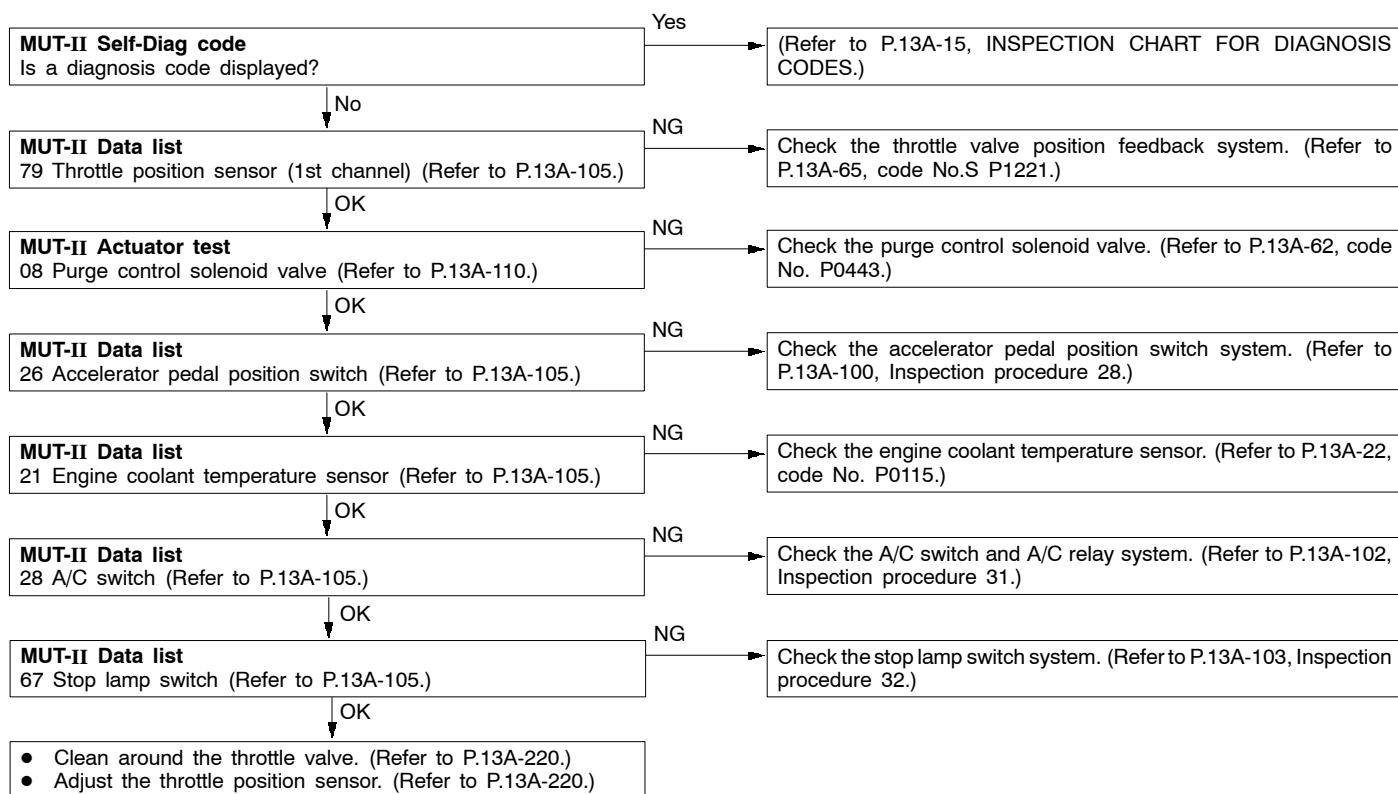 MUT-II Self-Diag code
Is a diagnosis code displayed?
Yes
(Refer to P.13A-15, INSPECTION CHART FOR DIAGNOSIS
CODES.)
No
MUT-II Data list
79 Throttle position sensor (1st channel) (Refer to P.13A-105.)
NG
Check the throttle valve position feedback system. (Refer to
P.13A-65, code No.S P1221.)
OK
MUT-II Actuator test
08 Purge control solenoid valve (Refer to P.13A-110.)
NG
Check the purge control solenoid valve. (Refer to P.13A-62, code
No. P0443.)
OK
MUT-II Data list
26 Accelerator pedal position switch (Refer to P.13A-105.)
NG
Check the accelerator pedal position switch system. (Refer to
P.13A-100, Inspection procedure 28.)
OK
MUT-II Data list
21 Engine coolant temperature sensor (Refer to P.13A-105.)
NG
Check the engine coolant temperature sensor. (Refer to P.13A-22,
code No. P0115.)
OK
MUT-II Data list
28 A/C switch (Refer to P.13A-105.)
NG
Check the A/C switch and A/C relay system. (Refer to P.13A-102,
Inspection procedure 31.)
OK
MUT-II Data list
67 Stop lamp switch (Refer to P.13A-105.)
NG
Check the stop lamp switch system. (Refer to P.13A-103, Inspection
procedure 32.)
OK
● Clean around the throttle valve. (Refer to P.13A-220.)
● Adjust the throttle position sensor. (Refer to P.13A-220.)